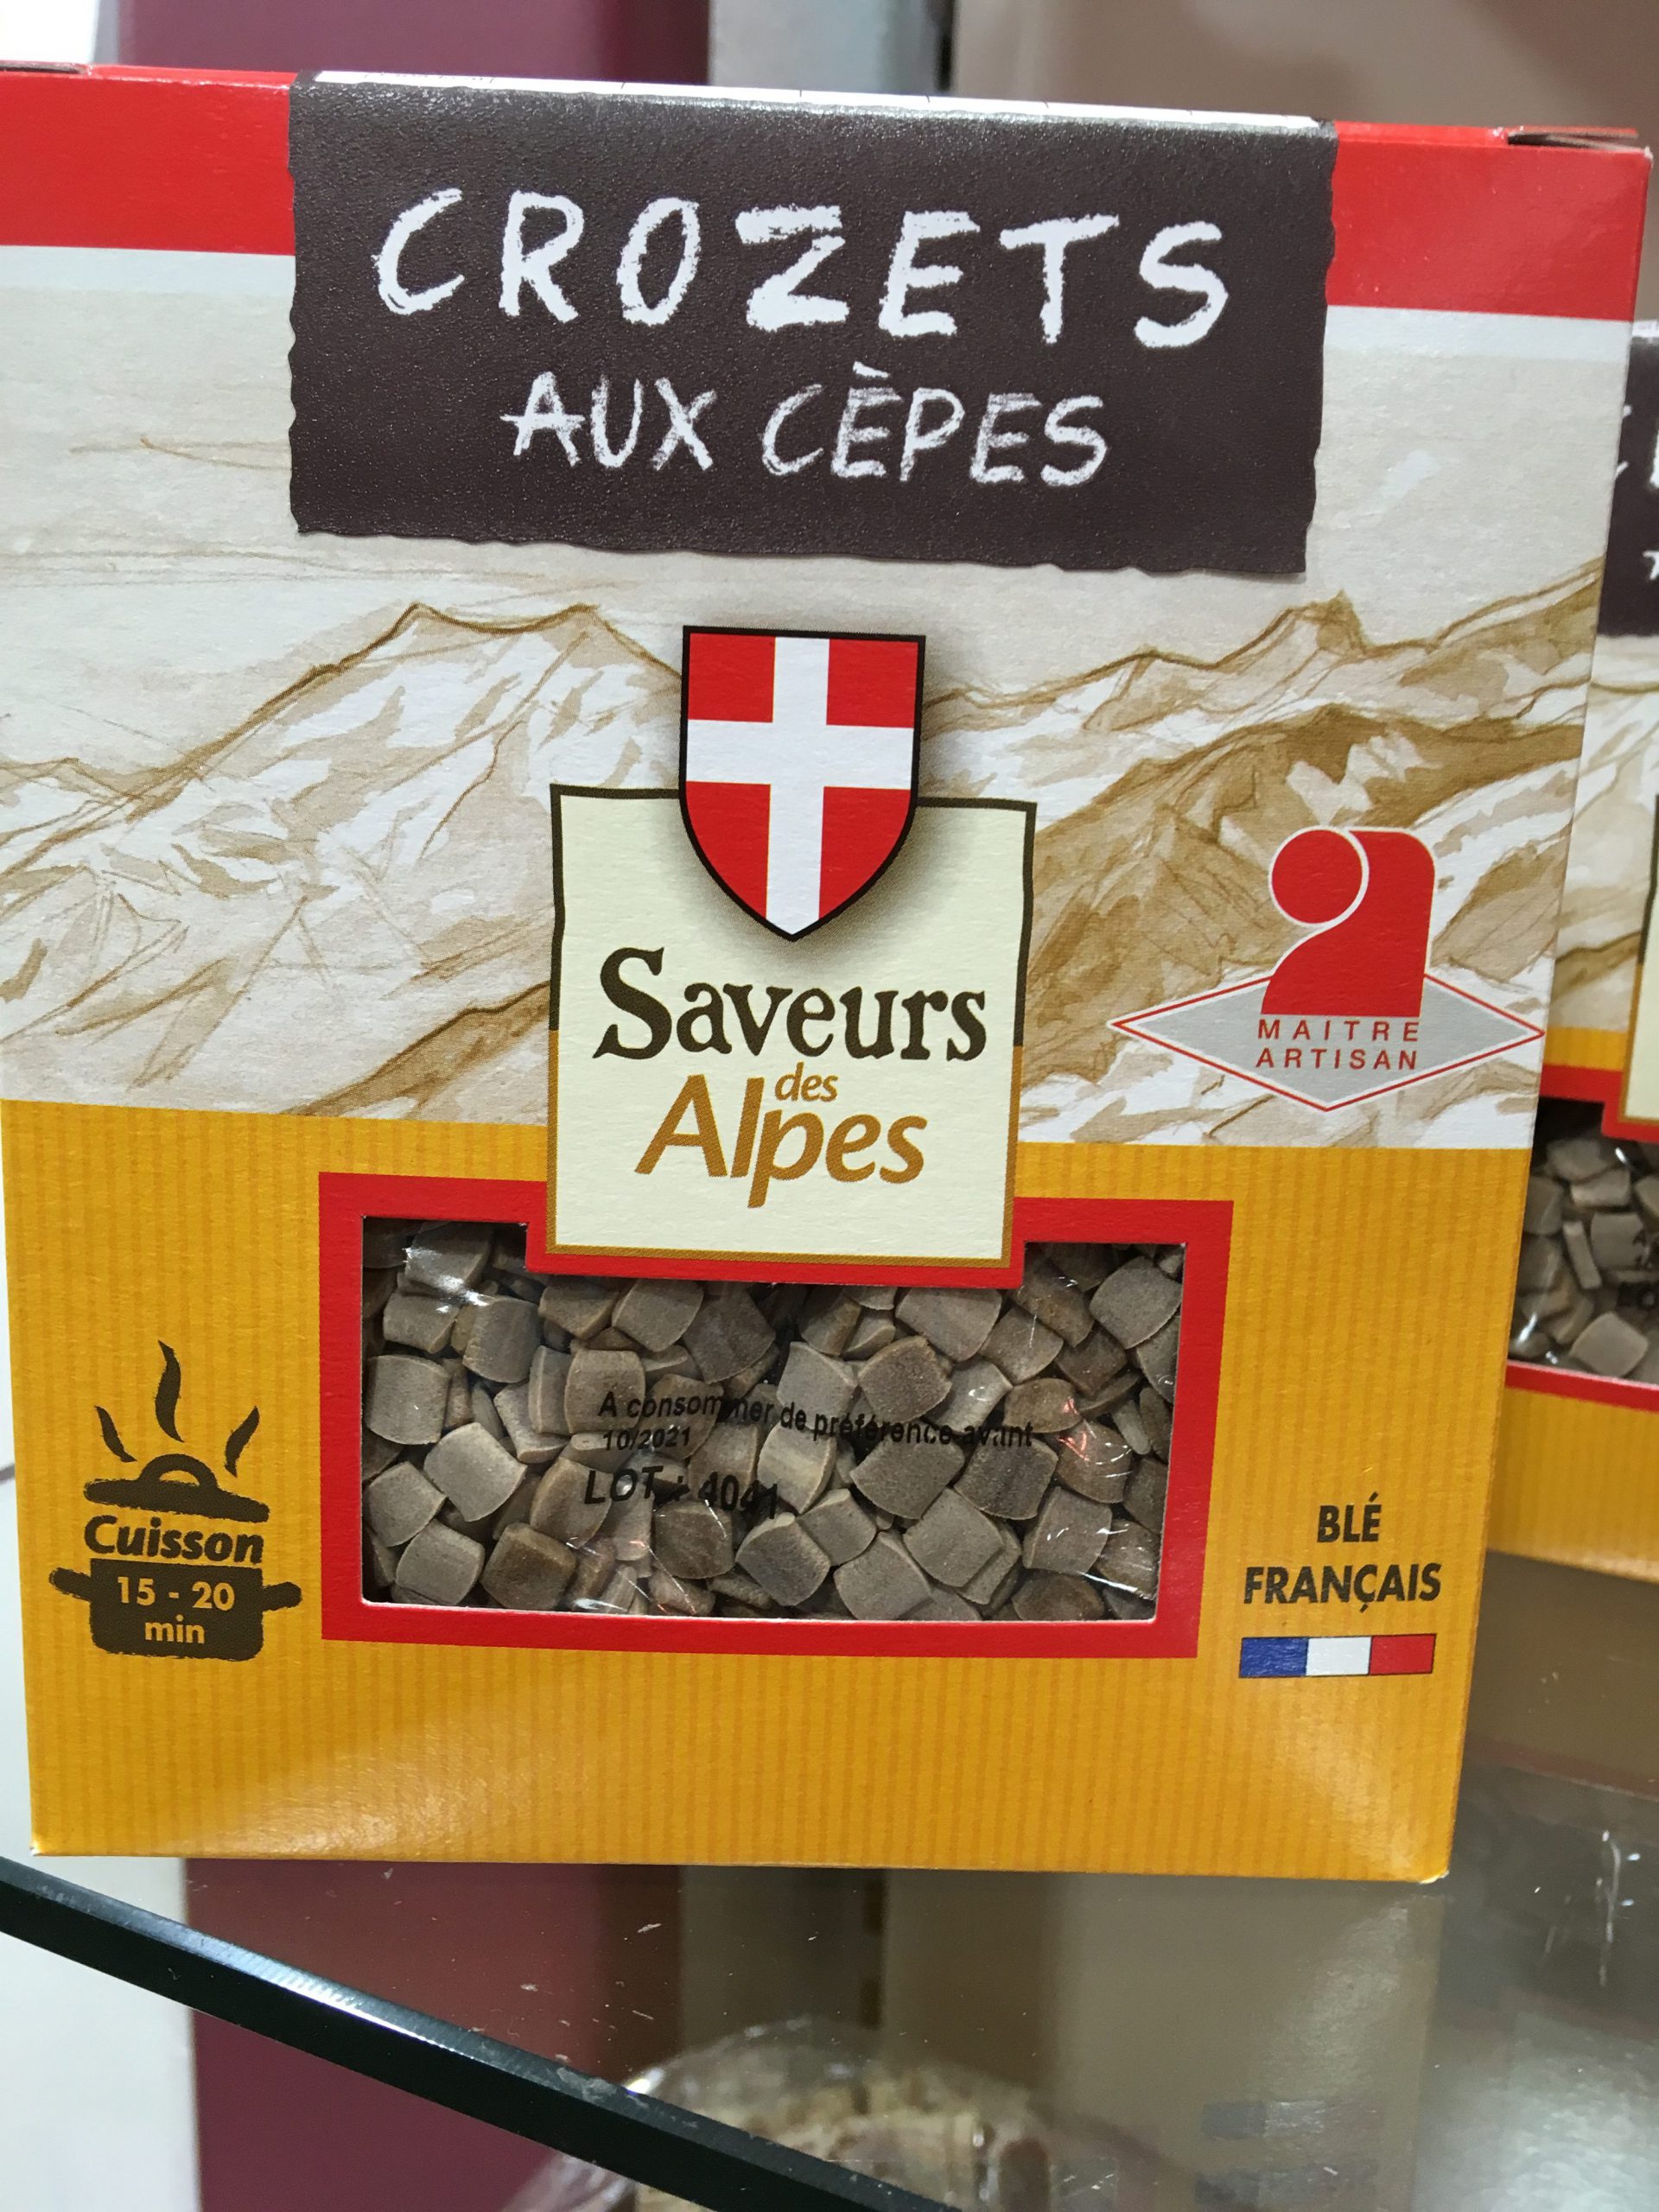 CROZETS
AUX CÈPES
Saveurs
des
Alpes
MAITRE
ARTISAN
A consommer de préférence avant
10/2021
LOT : 4041
Cuisson
15 - 20
min
BLÉ
FRANÇAIS